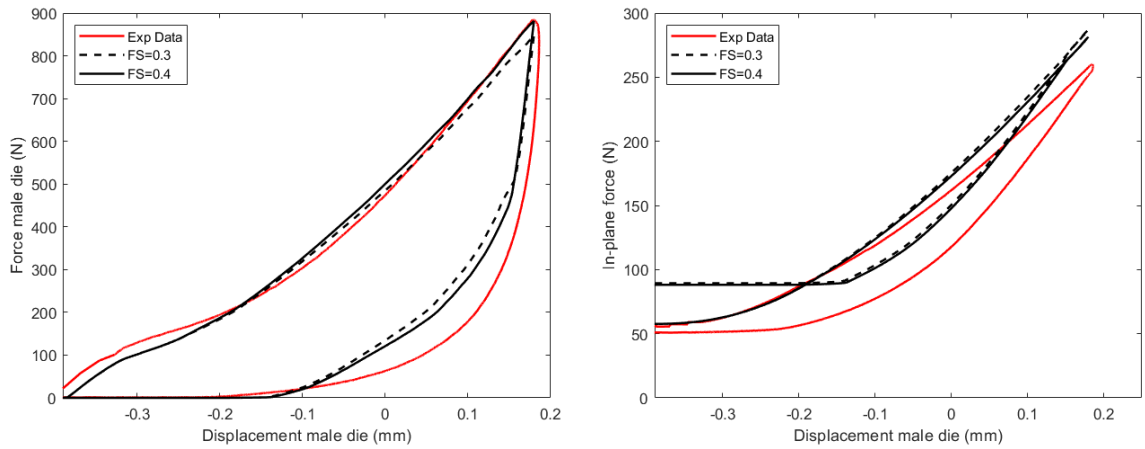 900
800
700
600
500
400
300
200
100
0
Force male die (N)
Exp Data
FS=0.3
FS=0.4
-0.3 -0.2 -0.1 0 0.1 0.2
Displacement male die (mm)
300
250
200
150
100
50
0
In-plane force (N)
Exp Data
FS=0.3
FS=0.4
-0.3 -0.2 -0.1 0 0.1 0.2
Displacement male die (mm)